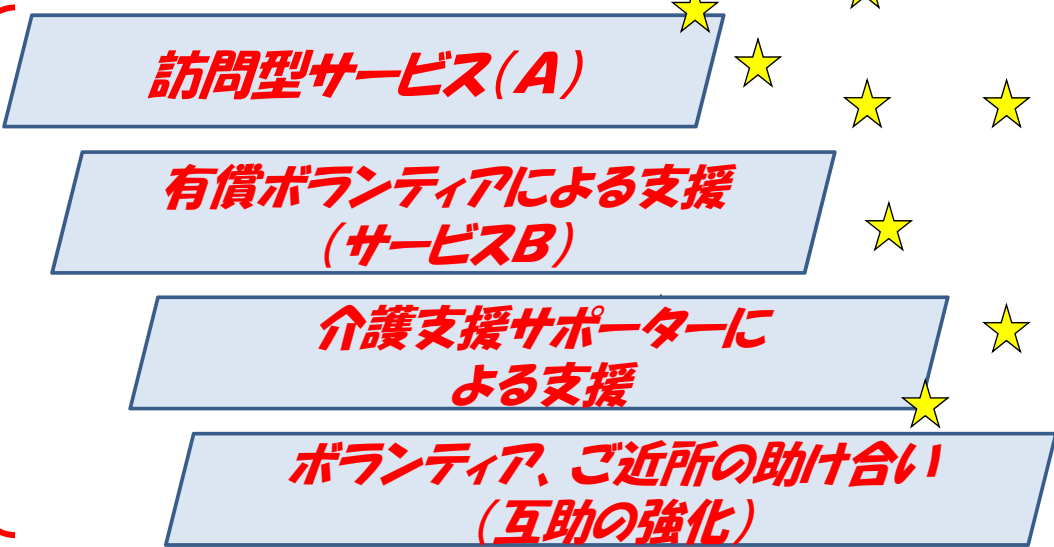 訪問型サービス（A）
有償ボランティアによる支援
（サービスB）
介護支援サポーターに
よる支援
ボランティア、ご近所の助け合い
（互助の強化）